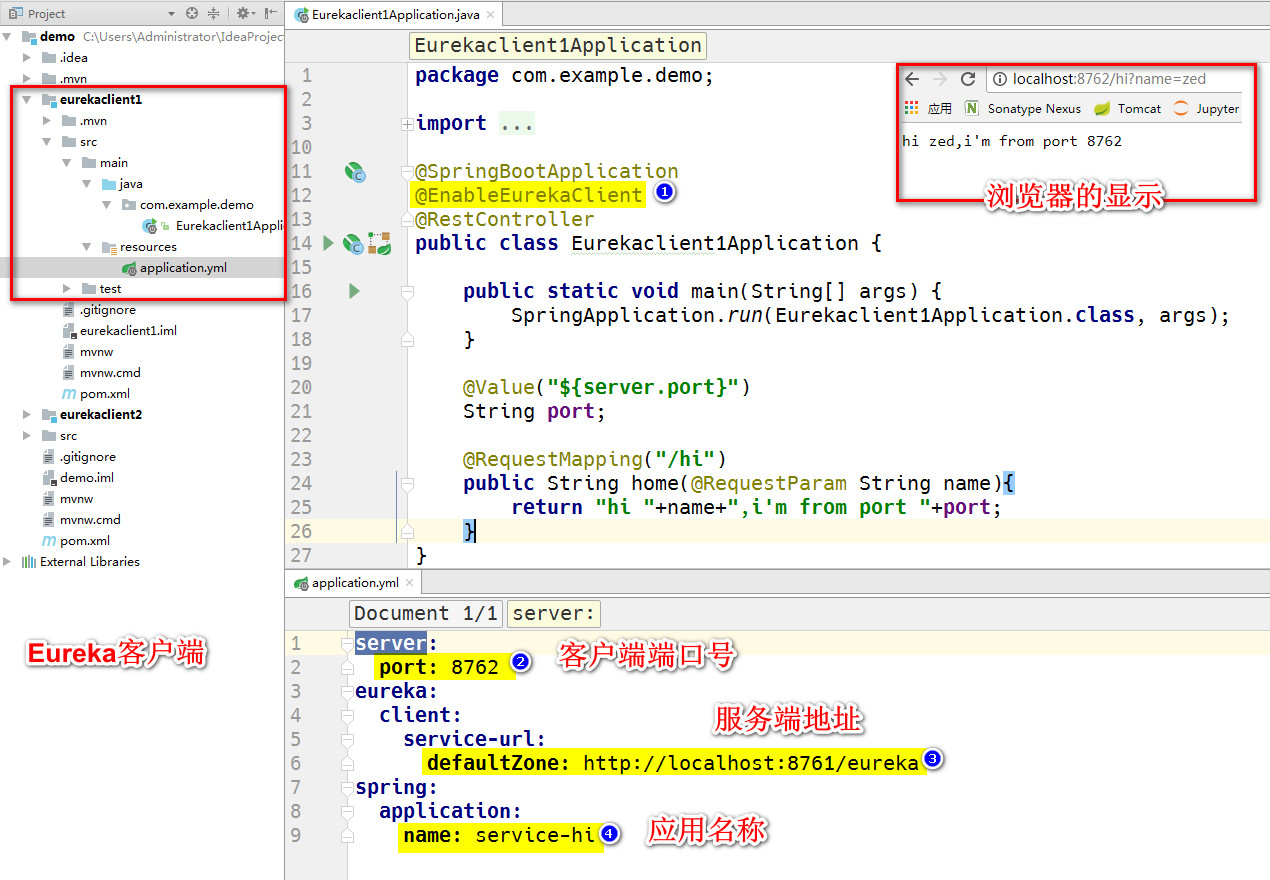 Project
demo C:\Users\Administrator\IdeaProjec
.idea
.mvn
eurekaclient1
.mvn
src
main
java
com.example.demo
Eurekaclient1Appli
resources
application.yml
test
.gitignore
eurekaclient1.iml
mvnw
mvnw.cmd
pom.xml
eurekaclient2
src
.gitignore
demo.iml
mvnw
mvnw.cmd
pom.xml
External Libraries
Eureka客户端
Eurekaclient1Application.java
Eurekaclient1Application
1 package com.example.demo;
2
3 import ...
10
11 @SpringBootApplication
12 @EnableEurekaClient 1
13 @RestController
14 public class Eurekaclient1Application {
15
16 public static void main(String[] args) {
17 SpringApplication.run(Eurekaclient1Application.class, args);
18 }
19
20 @Value("${server.port}")
21 String port;
22
23 @RequestMapping("/hi")
24 public String home(@RequestParam String name){
25 return "hi "+name+",i'm from port "+port;
26 }
27 }
localhost:8762/hi?name=zed
应用 Sonatype Nexus Tomcat Jupyter
hi zed,i'm from port 8762
浏览器的显示
application.yml
Document 1/1 server:
1 server:
2 port: 8762 2 客户端端口号
3 eureka:
4 client:
服务端地址
5 service-url:
6 defaultZone: http://localhost:8761/eureka 3
7 spring:
8 application:
9 name: service-hi 4 应用名称